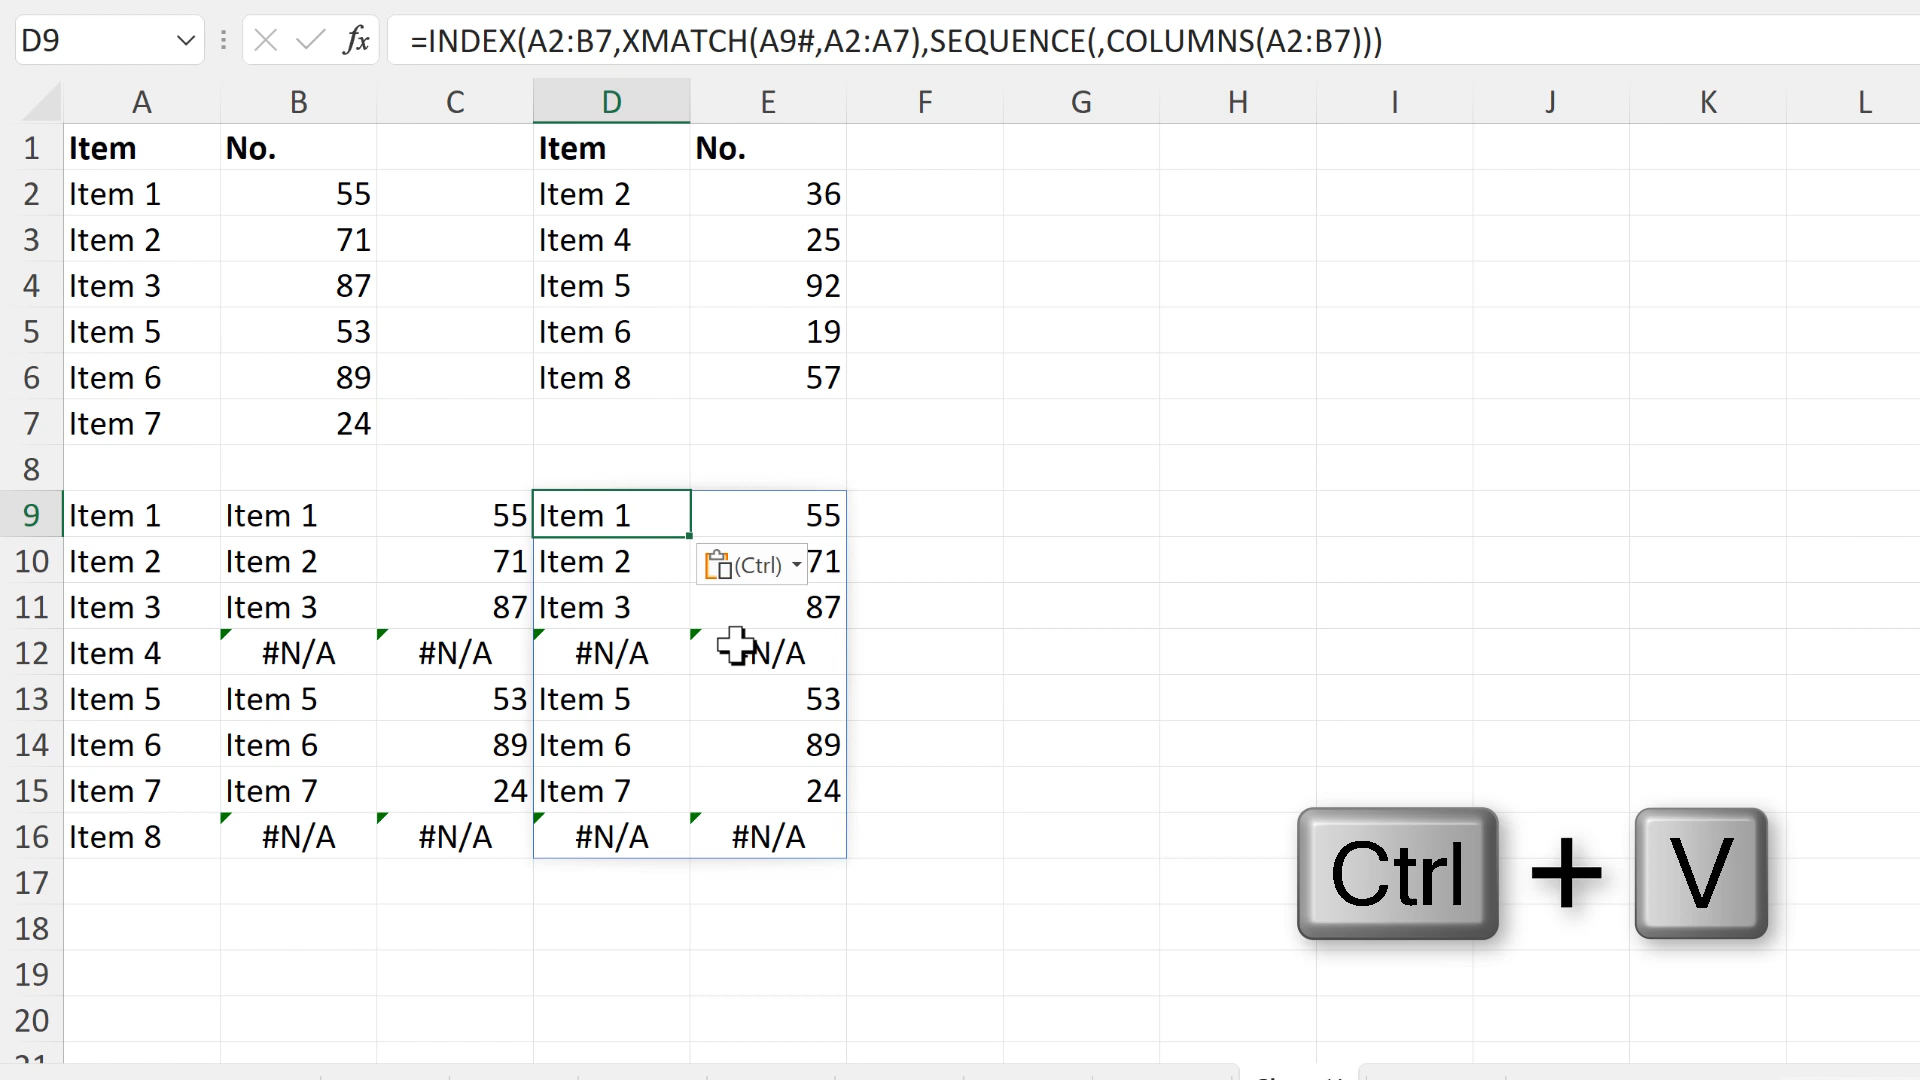 D9 fx =INDEX(A2:B7,XMATCH(A9#,A2:A7),SEQUENCE(,COLUMNS(A2:B7)))
A B C D E F G H I J K L
1 Item No. Item No.
2 Item 1 55 Item 2 36
3 Item 2 71 Item 4 25
4 Item 3 87 Item 5 92
5 Item 5 53 Item 6 19
6 Item 6 89 Item 8 57
7 Item 7 24
8
9 Item 1 Item 1 55 Item 1 55
10 Item 2 Item 2 71 Item 2 (Ctrl) 71
11 Item 3 Item 3 87 Item 3 87
12 Item 4 #N/A #N/A #N/A N/A
13 Item 5 Item 5 53 Item 5 53
14 Item 6 Item 6 89 Item 6 89
15 Item 7 Item 7 24 Item 7 24
16 Item 8 #N/A #N/A #N/A #N/A
17
Ctrl + V
18
19
20
21